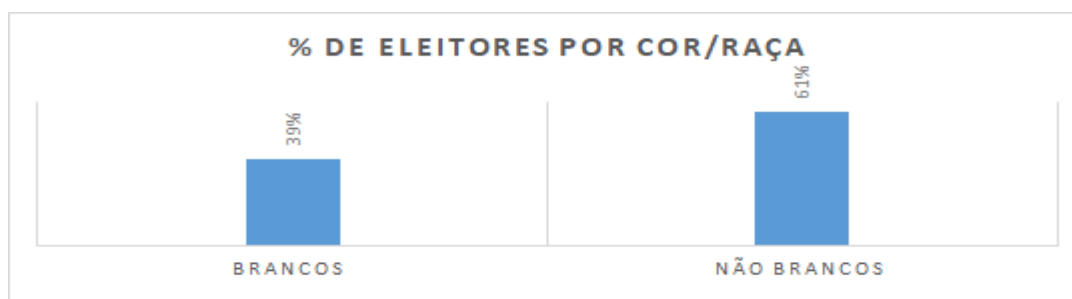 % DE ELEITORES POR COR/RAÇA
39%
61%
BRANCOS
NÃO BRANCOS